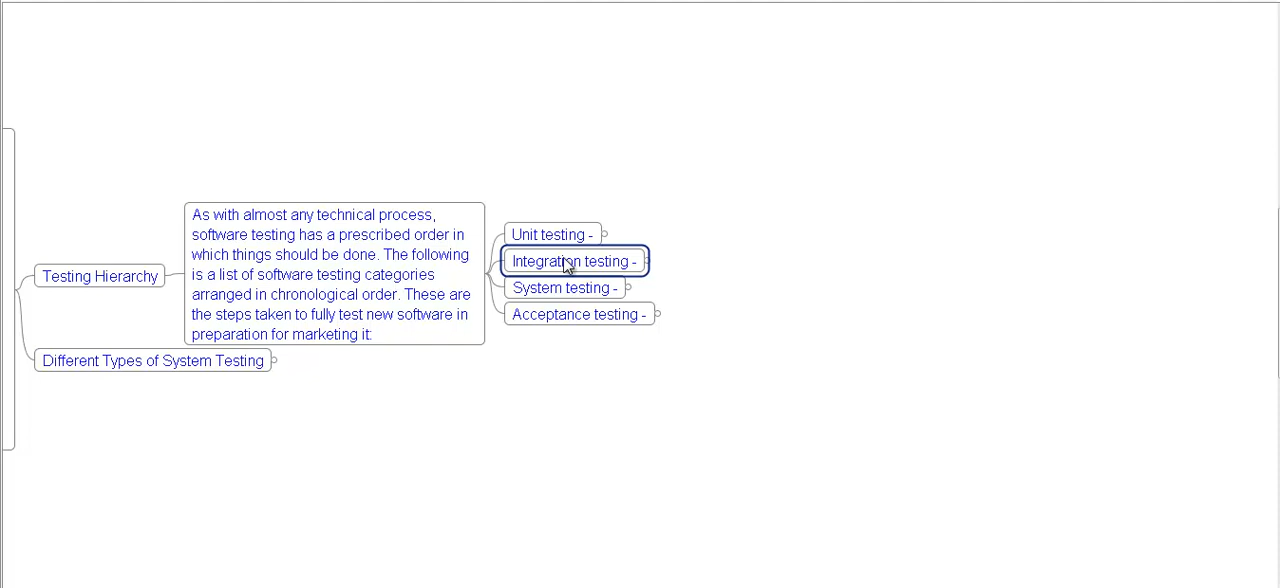 Testing Hierarchy
As with almost any technical process,
software testing has a prescribed order in
which things should be done. The following
is a list of software testing categories
arranged in chronological order. These are
the steps taken to fully test new software in
preparation for marketing it:
Unit testing -
Integration testing -
System testing -
Acceptance testing -
Different Types of System Testing